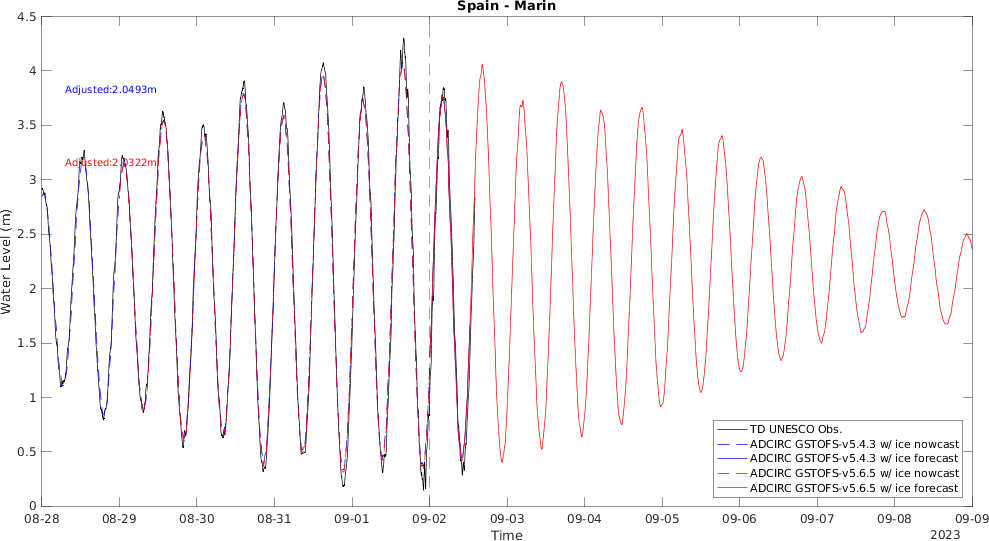 Spain - Marin
4.5
4
3.5
3
2.5
2
1.5
1
0.5
0
Water Level (m)
Adjusted:2.0493m
Adjusted:2.0322m
TD UNESCO Obs.
ADCIRC GSTOFS-v5.4.3 w/ ice nowcast
ADCIRC GSTOFS-v5.4.3 w/ ice forecast
ADCIRC GSTOFS-v5.6.5 w/ ice nowcast
ADCIRC GSTOFS-v5.6.5 w/ ice forecast
08-28 08-29 08-30 08-31 09-01 09-02 09-03 09-04 09-05 09-06 09-07 09-08 09-09
Time
2023